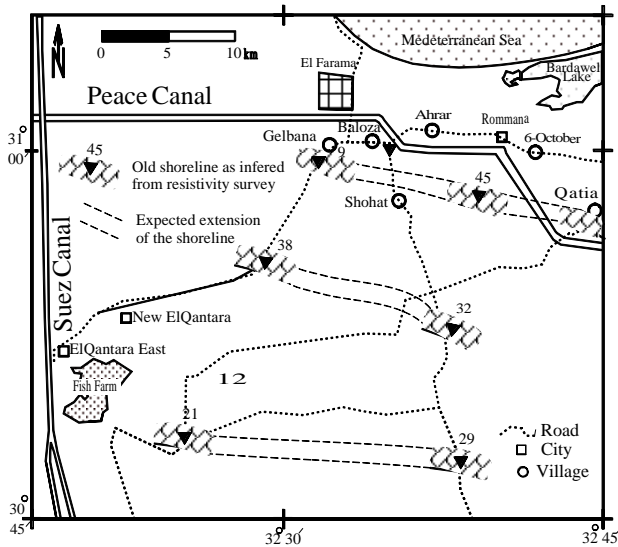 0 5 10 km
N
Mederterranean Sea
El Farama
Bardawel
Lake
Peace Canal
Ahrar
Rommana
Gelbana
Baloza
6-October
31°
00'
45
Old shoreline as infered
from resistivity survey
9
45
Qatia
Shohat
Expected extension
of the shoreline
38
Suez Canal
32
New ElQantara
ElQantara East
Fish Farm
12
21
29
Road
City
Village
30°
45'
32°30'
32°45'